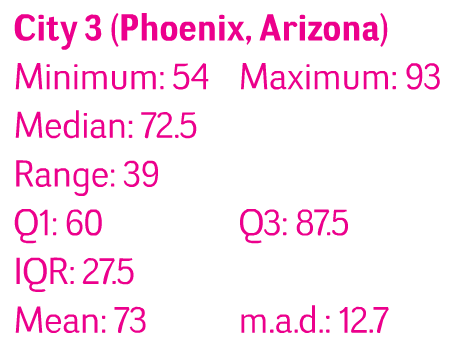 City 3 (Phoenix, Arizona)
Minimum: 54 Maximum: 93
Median: 72.5
Range: 39
Q1: 60 Q3: 87.5
IQR: 27.5
Mean: 73 m.a.d.: 12.7